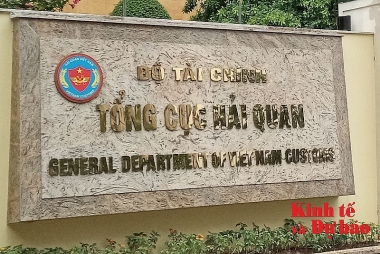 BỘ TÀI CHÍNH
TỔNG CỤC HẢI QUAN
GENERAL DEPARTMENT OF VIETNAM CUSTOMS
Kinh tế
và Dự báo